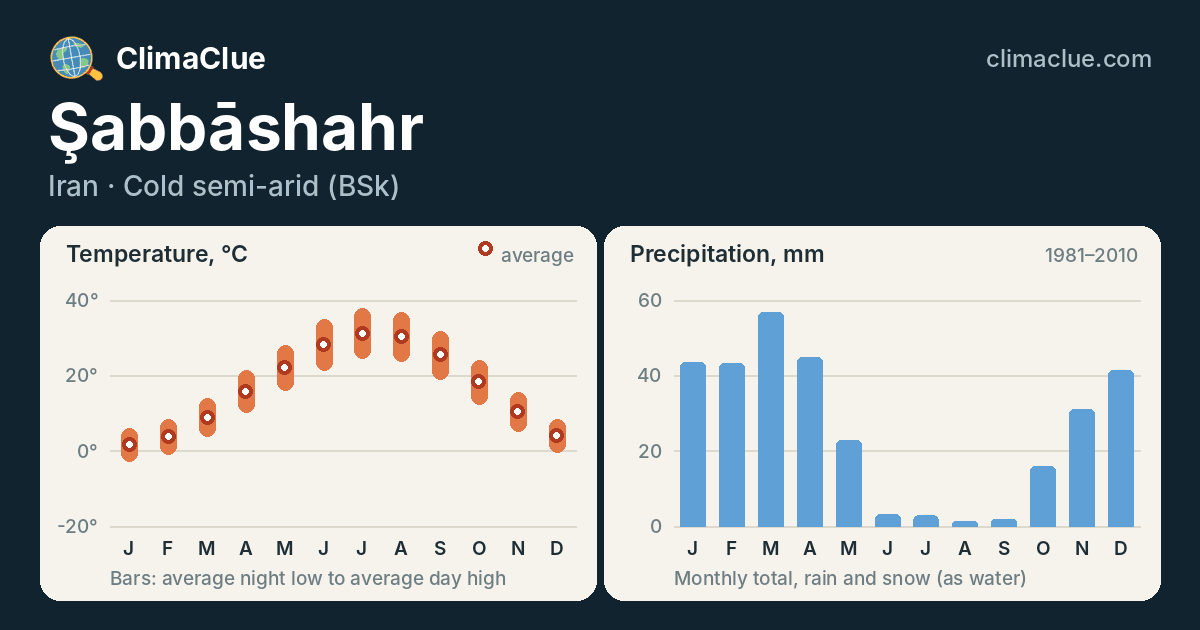 ClimaClue
climaclue.com
Şabbāshahr
Iran · Cold semi-arid (BSk)
Temperature, °C
average
40°
20°
0°
-20°
J F M A M J J A S O N D
Bars: average night low to average day high
Precipitation, mm
1981–2010
60
40
20
0
J F M A M J J A S O N D
Monthly total, rain and snow (as water)